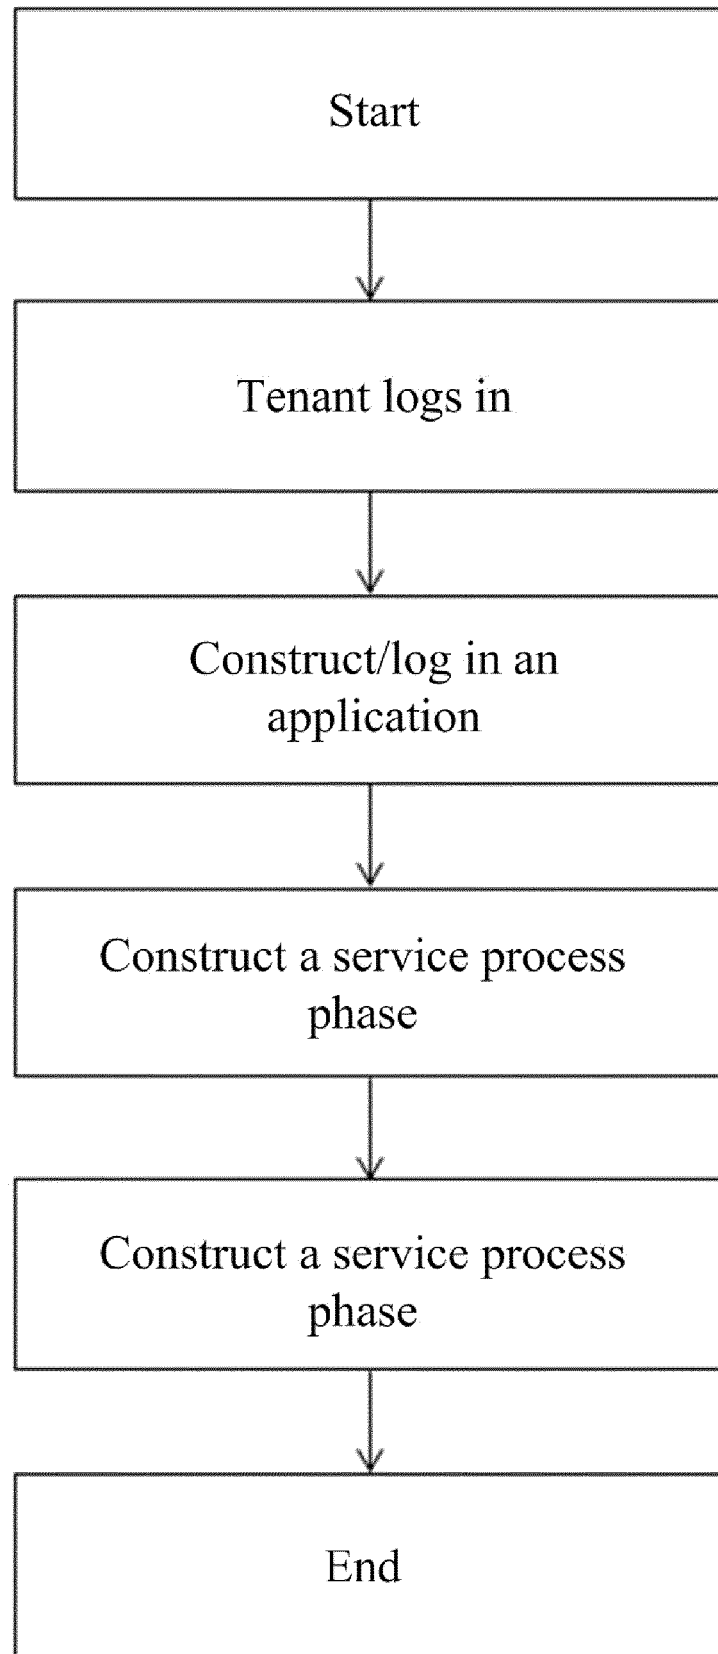 Start
Tenant logs in
Construct/log in an
application
Construct a service process
phase
Construct a service process
phase
End